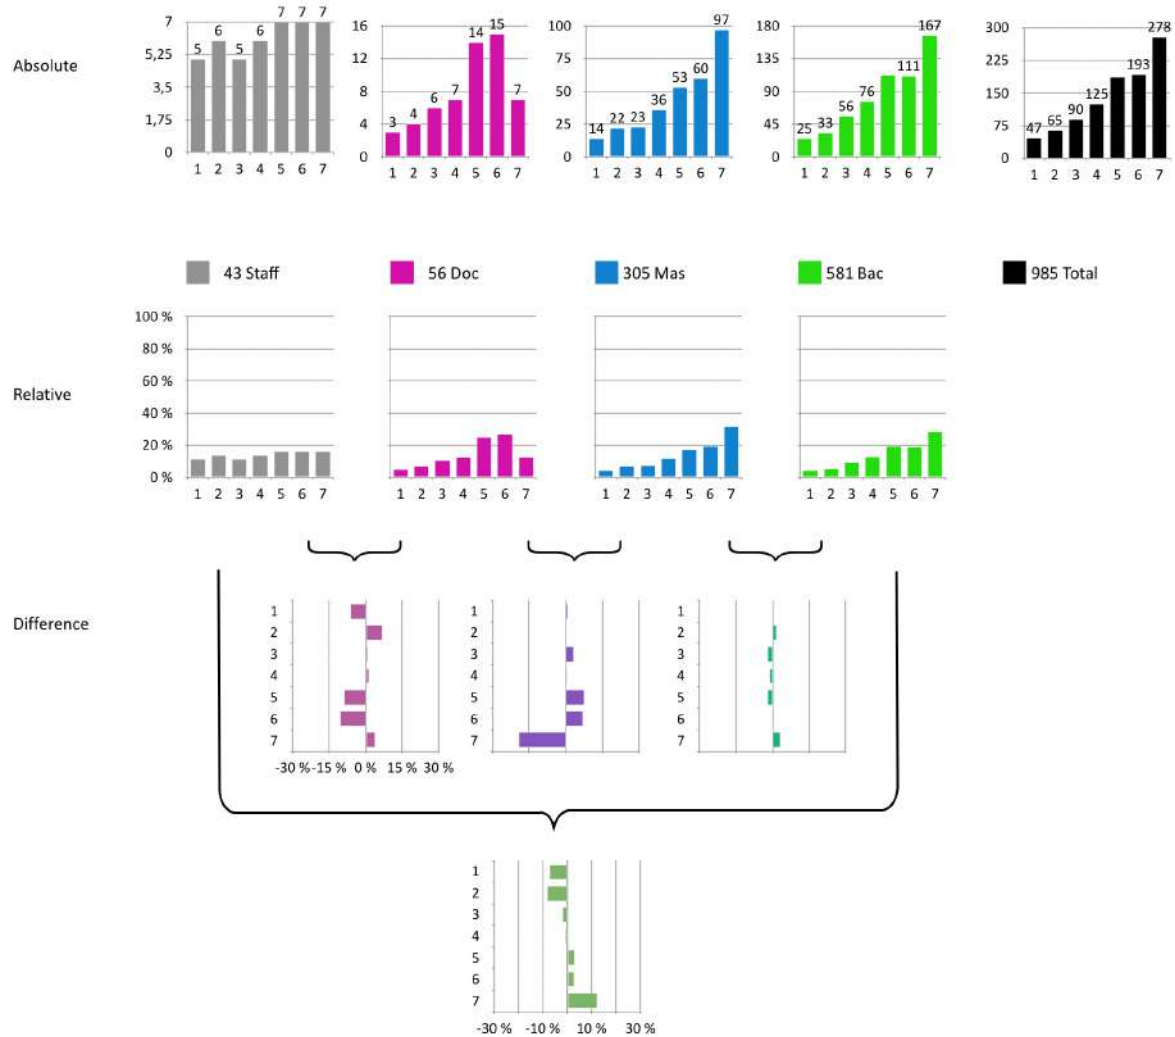 Absolute
7
5,25
3,5
1,75
0
5 6 5 6 7 7 7
1 2 3 4 5 6 7
16
12
8
4
0
3 4 6 7 14 15 7
1 2 3 4 5 6 7
100
75
50
25
0
14 22 23 36 53 60 97
1 2 3 4 5 6 7
180
135
90
45
0
25 33 56 76 111 167
1 2 3 4 5 6 7
300
225
150
75
0
47 65 90 125 193 278
1 2 3 4 5 6 7
43 Staff
56 Doc
305 Mas
581 Bac
985 Total
Relative
100 %
80 %
60 %
40 %
20 %
0 %
1 2 3 4 5 6 7
1 2 3 4 5 6 7
1 2 3 4 5 6 7
1 2 3 4 5 6 7
Difference
1
2
3
4
5
6
7
-30 % -15 % 0 % 15 % 30 %
1
2
3
4
5
6
7
1
2
3
4
5
6
7
1
2
3
4
5
6
7
-30 % -10 % 10 % 30 %